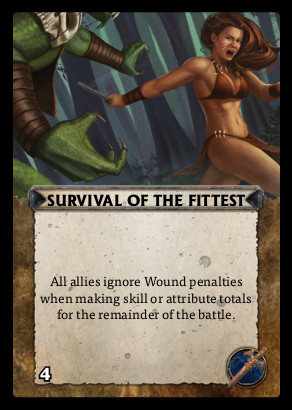 SURVIVAL OF THE FITTEST
All allies ignore Wound penalties
when making skill or attribute totals
for the remainder of the battle.
4